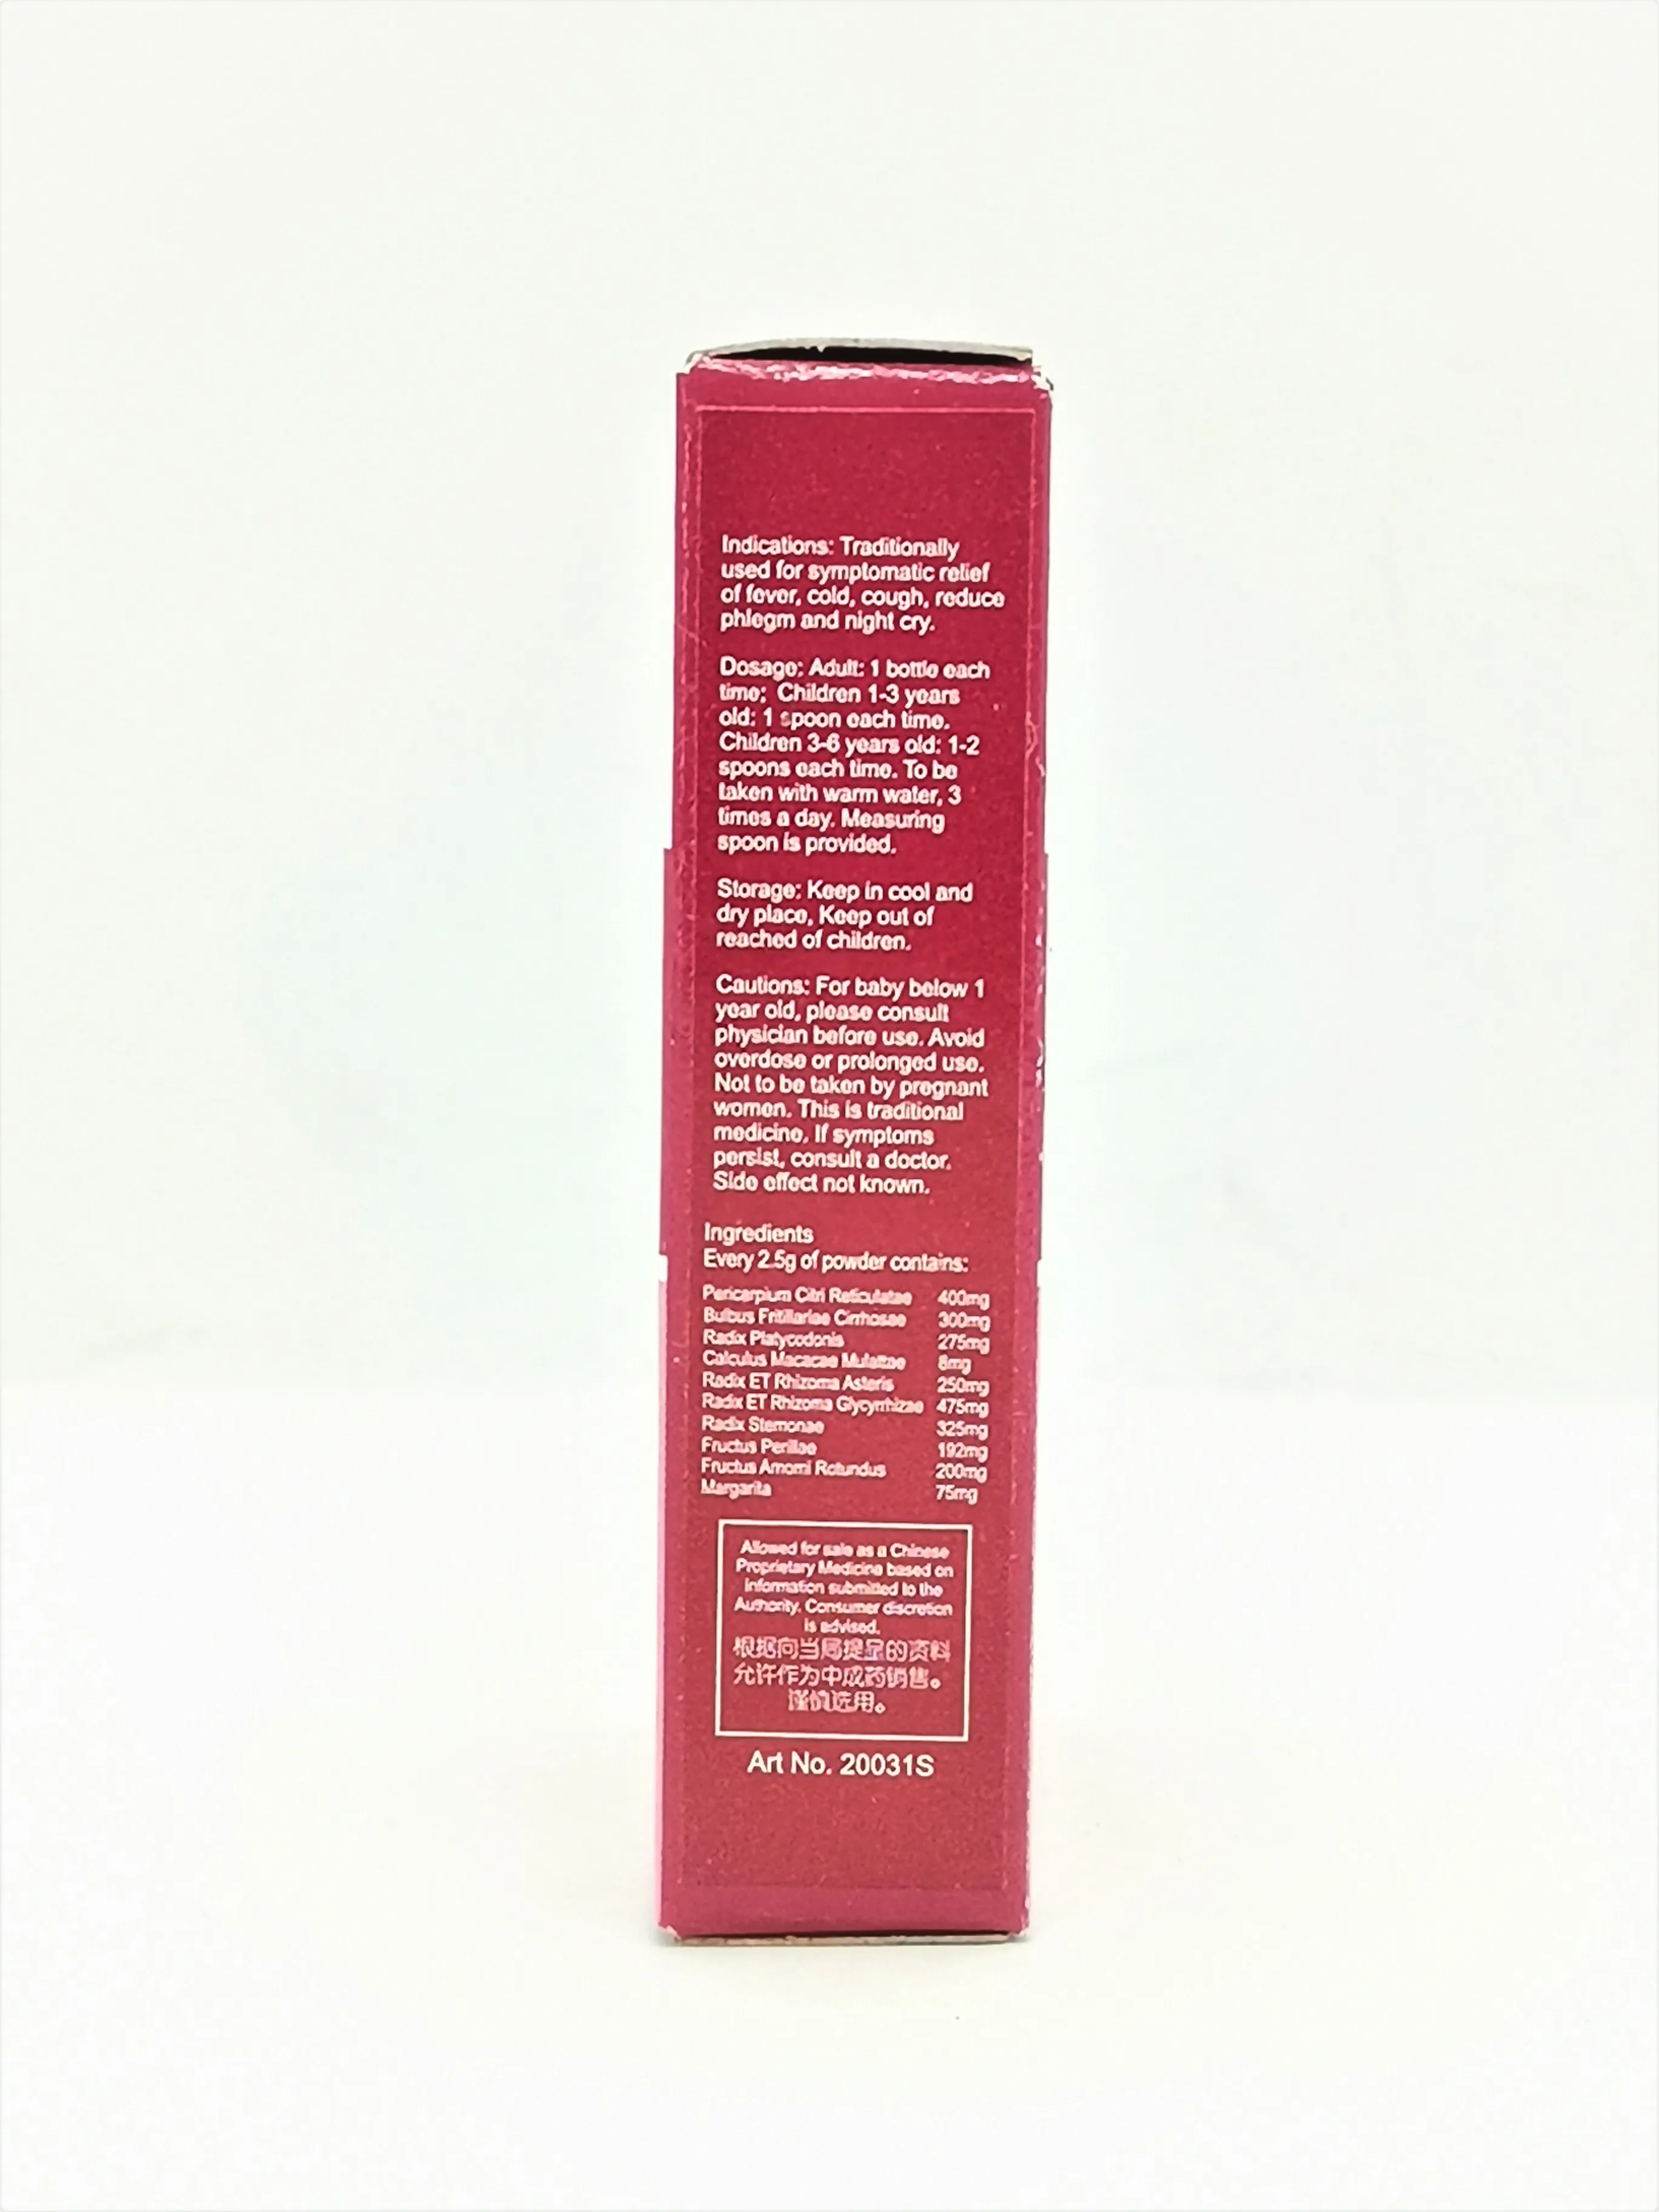 Indications: Traditionally
used for symptomatic relief
of fever, cold, cough, reduce
phlegm and night cry.
Dosage: Adult: 1 bottle each
time; Children 1-3 years
old: 1 spoon each time.
Children 3-6 years old: 1-2
spoons each time. To be
taken with warm water, 3
times a day. Measuring
spoon is provided.
Storage: Keep in cool and
dry place, Keep out of
reached of children.
Cautions: For baby below 1
year old, please consult
physician before use. Avoid
overdose or prolonged use.
Not to be taken by pregnant
women. This is traditional
medicine. If symptoms
persist, consult a doctor.
Side effect not known.
Ingredients
Every 2.5g of powder contains:
Pericarpium Citri Reticulatae 400mg
Bulbus Fritillariae Cirrhosae 300mg
Radix Platycodonis 275mg
Calculus Macacae Mulattae 8mg
Radix ET Rhizoma Asteris 250mg
Radix ET Rhizoma Glycyrrhizae 475mg
Radix Stemonae 325mg
Fructus Perillae 192mg
Fructus Amomi Rotundus 200mg
Margarita 75mg
Allowed for sale as a Chinese
Proprietary Medicine based on
information submitted to the
Authority. Consumer discretion
is advised.
根据向当局提呈的资料
允许作为中成药销售。
谨慎选用。
Art No. 20031S